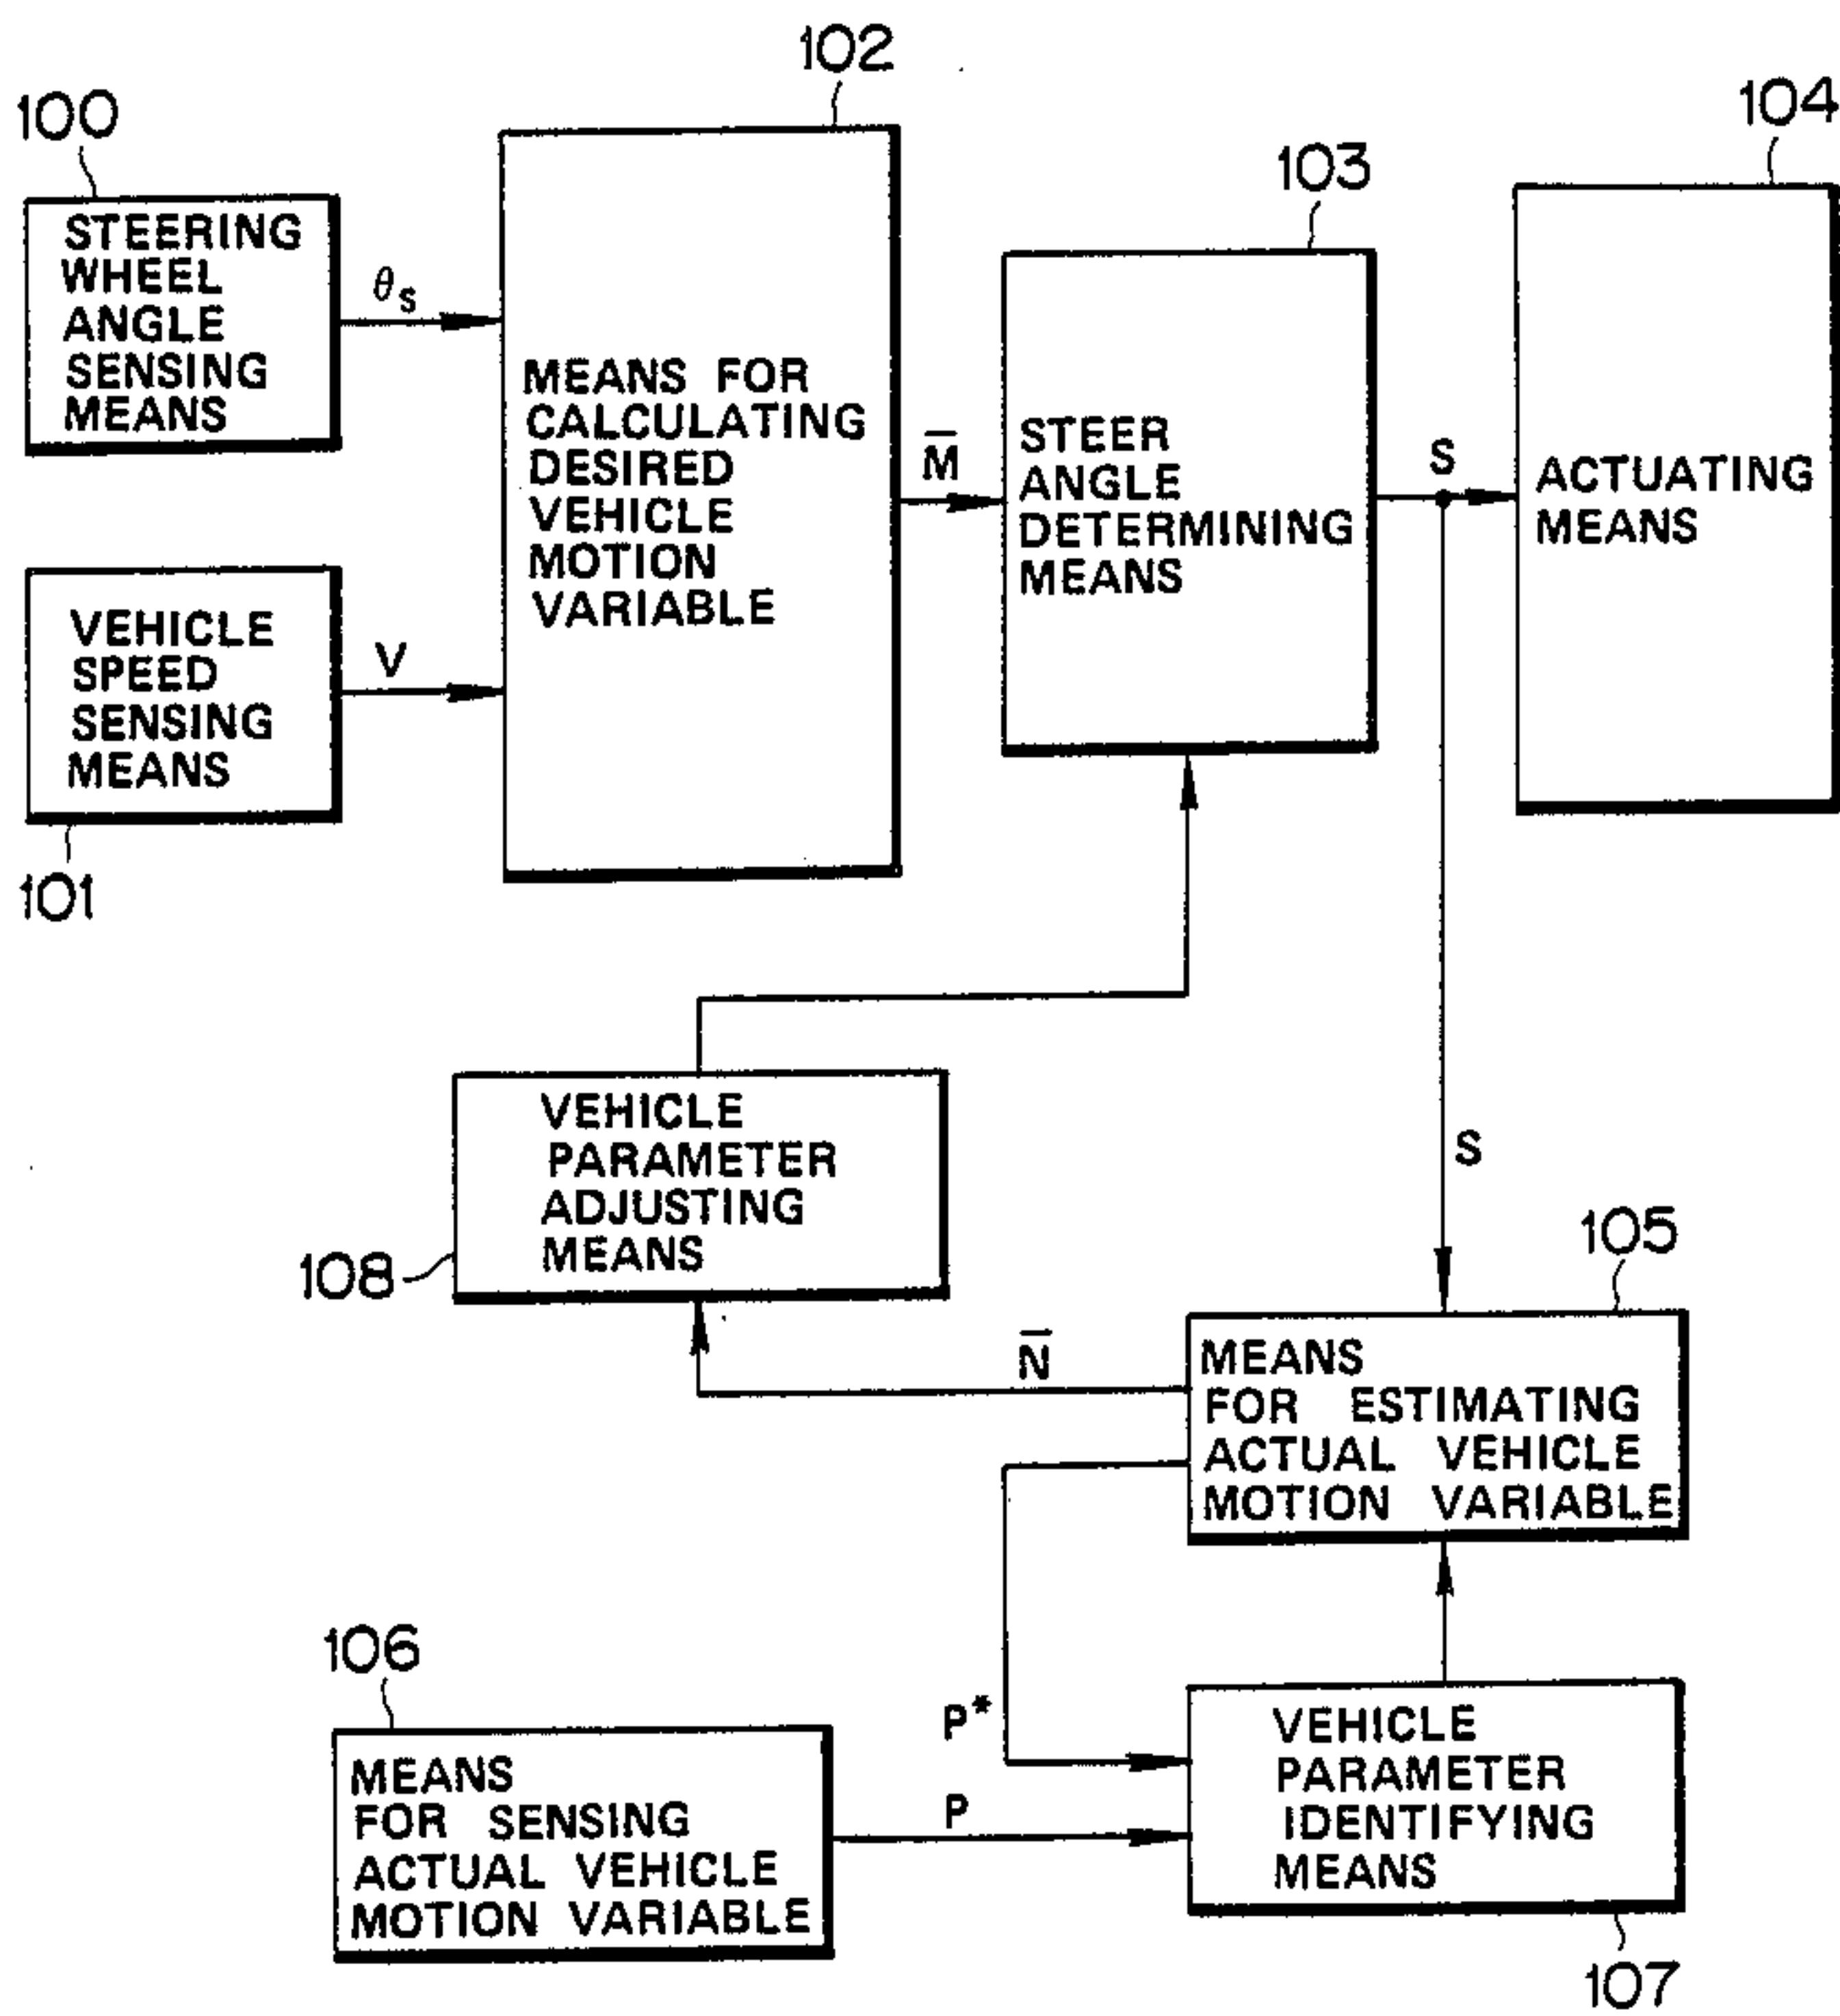 102
100
104
103
STEERING
WHEEL
ANGLE
SENSING
MEANS
θs
MEANS FOR
CALCULATING
DESIRED
VEHICLE
MOTION
VARIABLE
M̅
STEER
ANGLE
DETERMINING
MEANS
S
ACTUATING
MEANS
VEHICLE
SPEED
SENSING
MEANS
V
101
VEHICLE
PARAMETER
ADJUSTING
MEANS
108
S
105
N̅
MEANS
FOR ESTIMATING
ACTUAL VEHICLE
MOTION VARIABLE
106
P*
P
MEANS
FOR SENSING
ACTUAL VEHICLE
MOTION VARIABLE
VEHICLE
PARAMETER
IDENTIFYING
MEANS
107